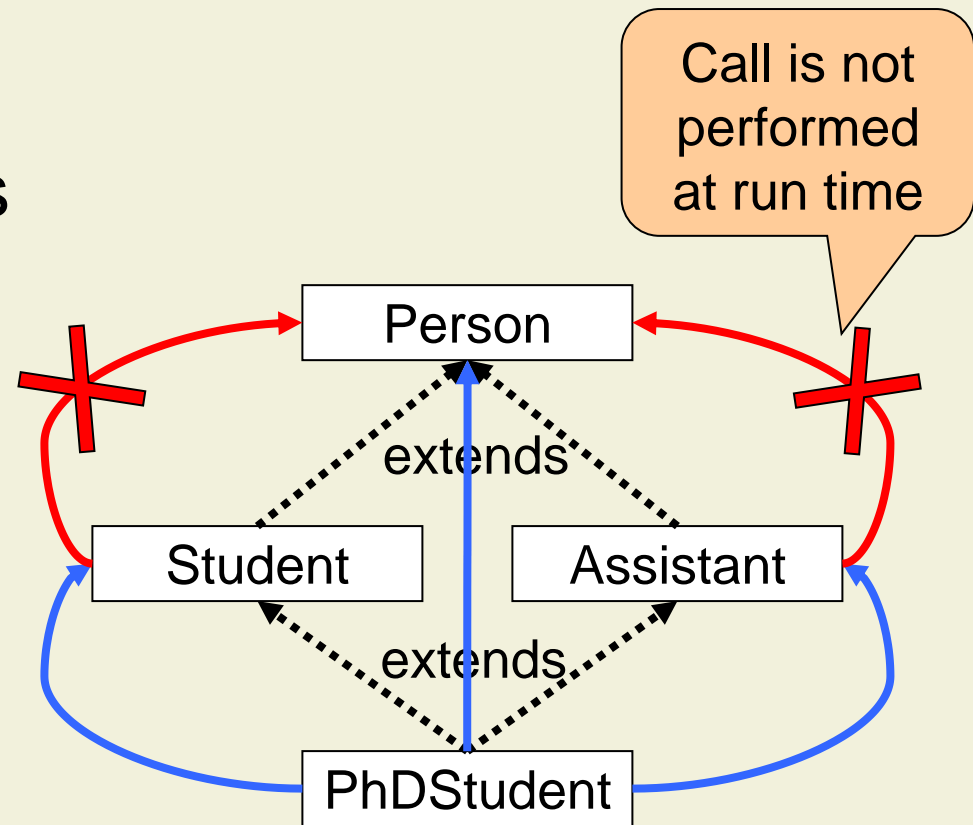 Call is not
performed
at run time
s
Person
extends
Student
Assistant
extends
PhDStudent